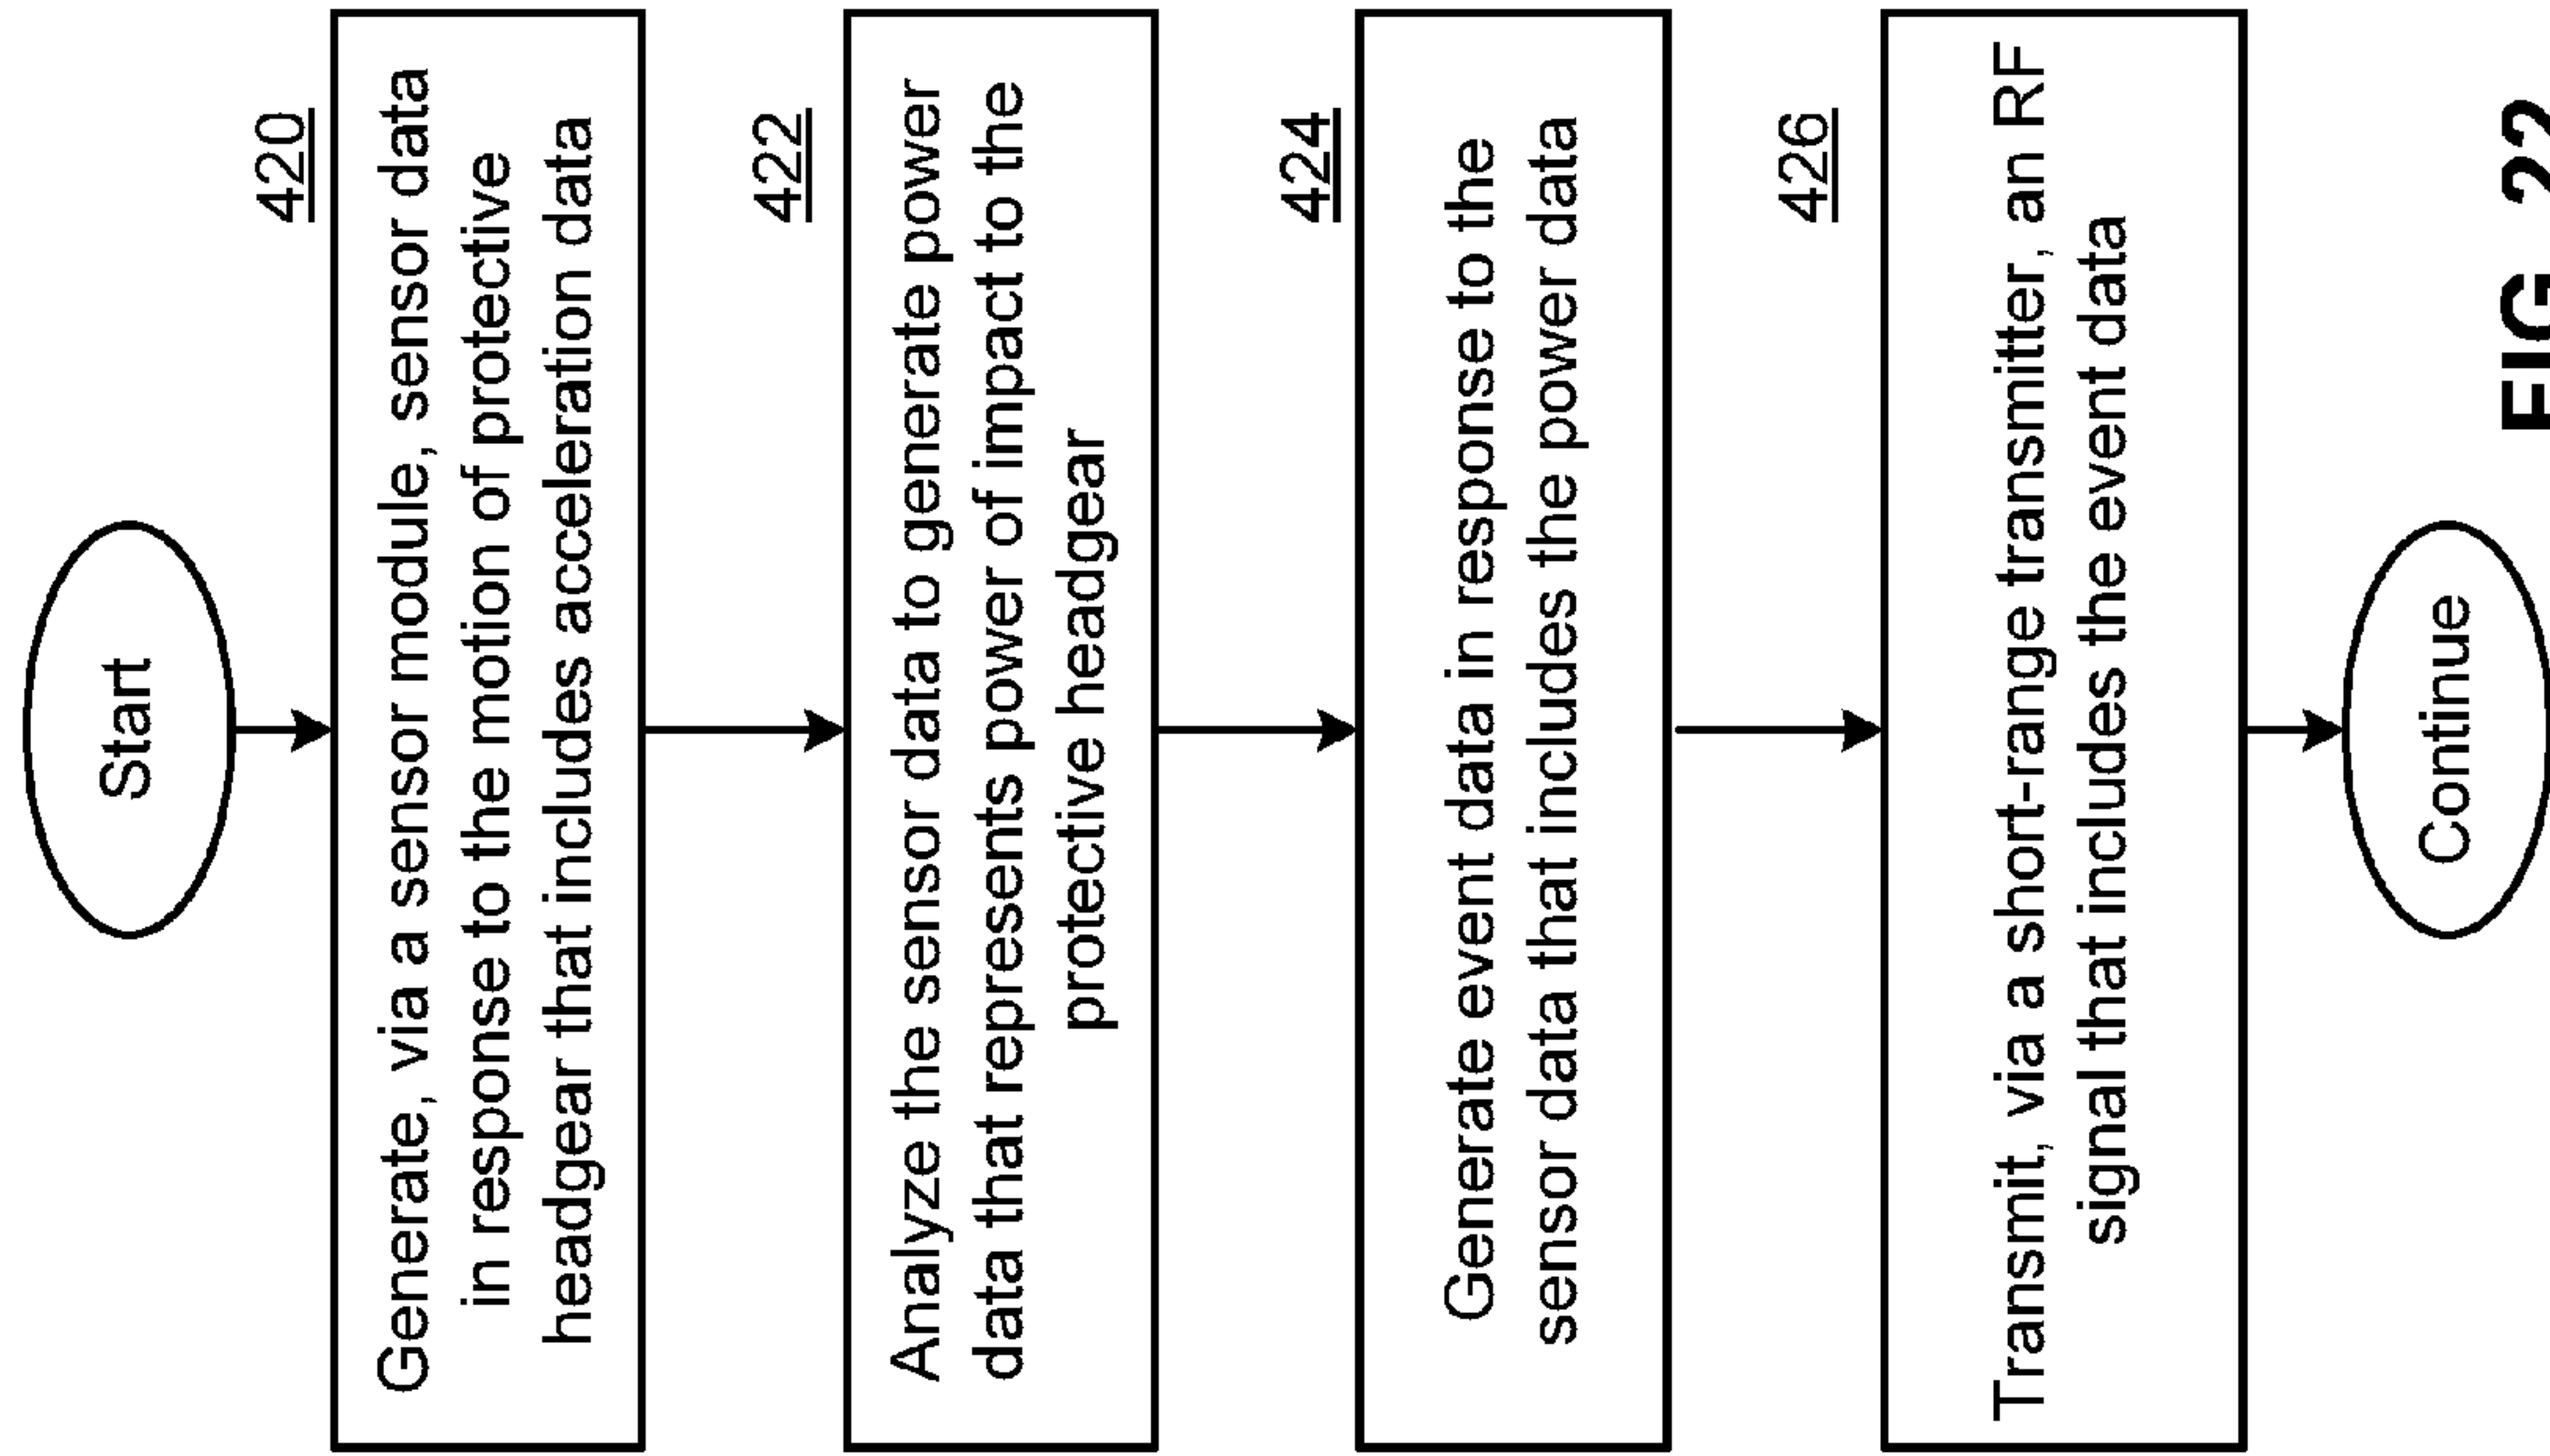 Start
420
Generate, via a sensor module, sensor data
in response to the motion of protective
headgear that includes acceleration data
422
Analyze the sensor data to generate power
data that represents power of impact to the
protective headgear
424
Generate event data in response to the
sensor data that includes the power data
426
Transmit, via a short-range transmitter, an RF
signal that includes the event data
Continue
FIG. 22